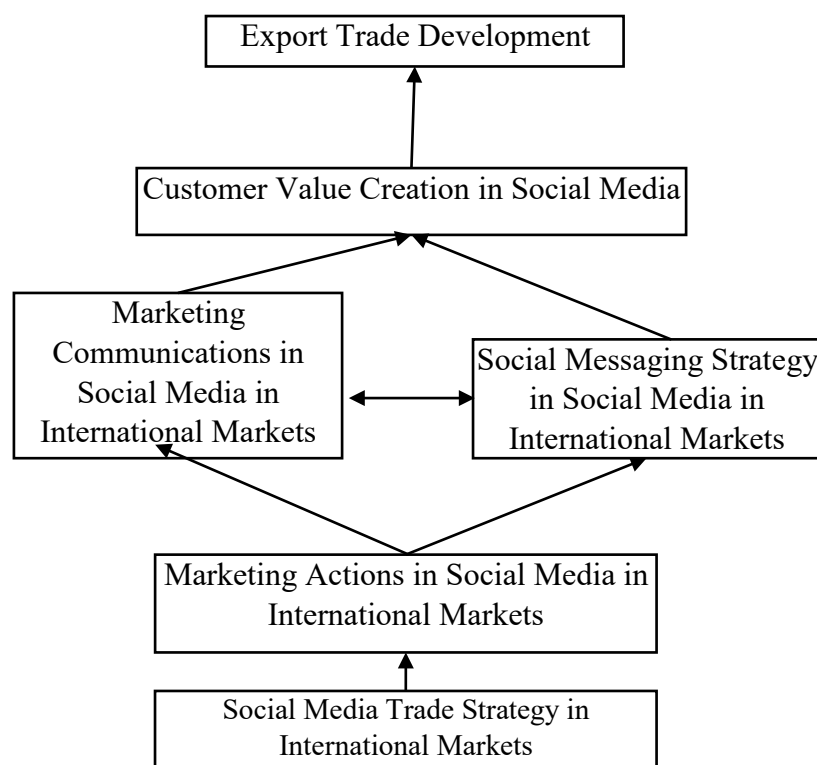 Export Trade Development
Customer Value Creation in Social Media
Marketing
Communications in
Social Media in
International Markets
Social Messaging Strategy
in Social Media in
International Markets
Marketing Actions in Social Media in
International Markets
Social Media Trade Strategy in
International Markets